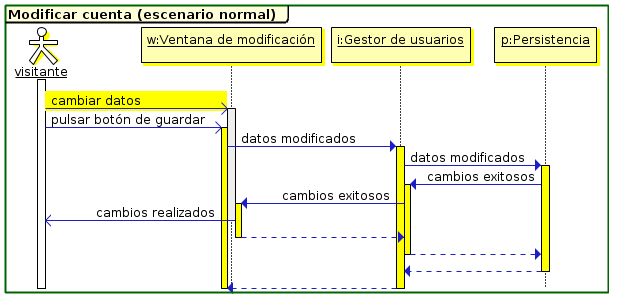 Modificar cuenta (escenario normal)
visitante
w:Ventana de modificación
i:Gestor de usuarios
p:Persistencia
cambiar datos
pulsar botón de guardar
datos modificados
datos modificados
cambios exitosos
cambios exitosos
cambios realizados